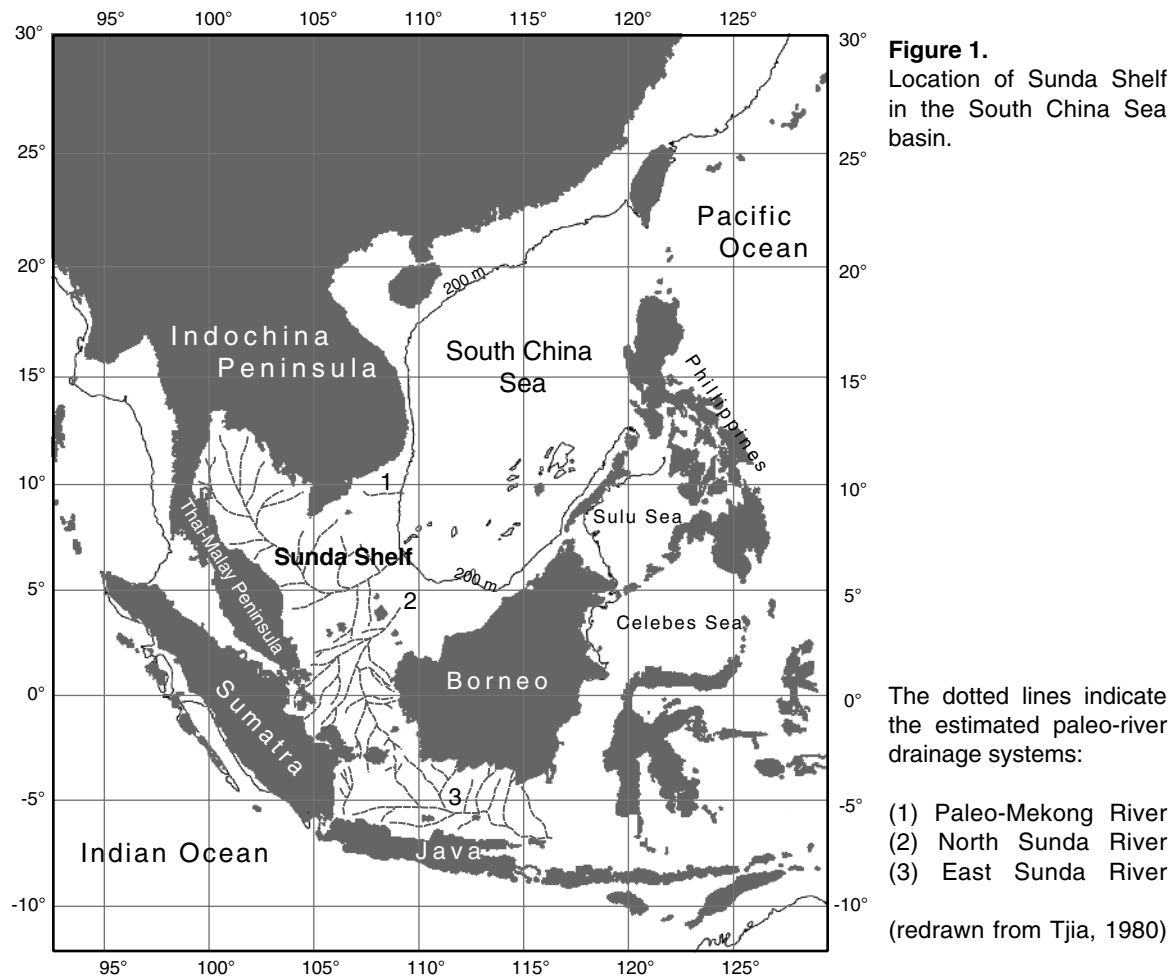 95° 100° 105° 110° 115° 120° 125°
30° 30°
25° 25°
20° 20°
15° 15°
10° 10°
5° 5°
0° 0°
-5° -5°
-10° -10°
95° 100° 105° 110° 115° 120° 125°
Pacific
Ocean
200 m
Indochina
Peninsula
South China
Sea
Phillippines
1
Sulu Sea
Thai-Malay Peninsula
Sunda Shelf
200 m
2
Celebes Sea
Borneo
Sumatra
3
Java
Indian Ocean
Figure 1.
Location of Sunda Shelf
in the South China Sea
basin.
The dotted lines indicate
the estimated paleo-river
drainage systems:
(1) Paleo-Mekong River
(2) North Sunda River
(3) East Sunda River
(redrawn from Tjia, 1980)